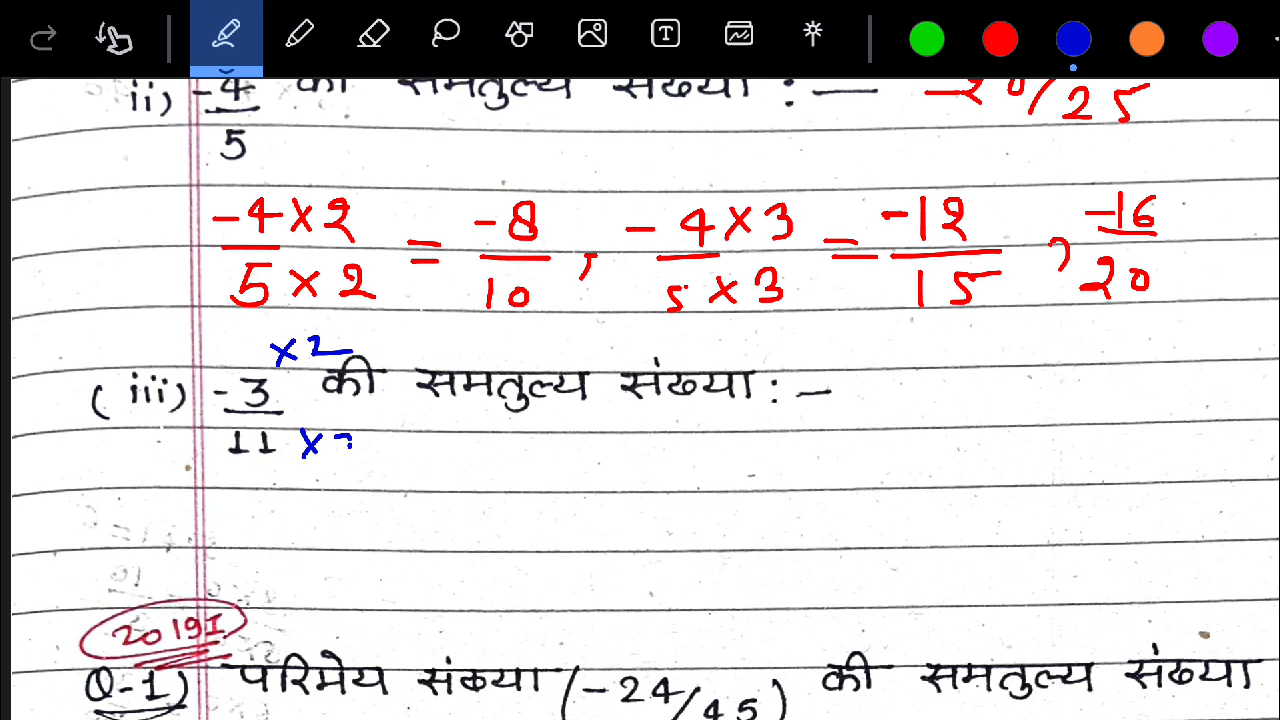 ii) -4/5 की समतुल्य संख्या :— -20/25
-4×2/5×2 = -8/10 , -4×3/5×3 = -12/15 , -16/20
×2
(iii) -3/11 की समतुल्य संख्या :-
×
2019I
Q-1) परिमेय संख्या (-24/45) की समतुल्य संख्या